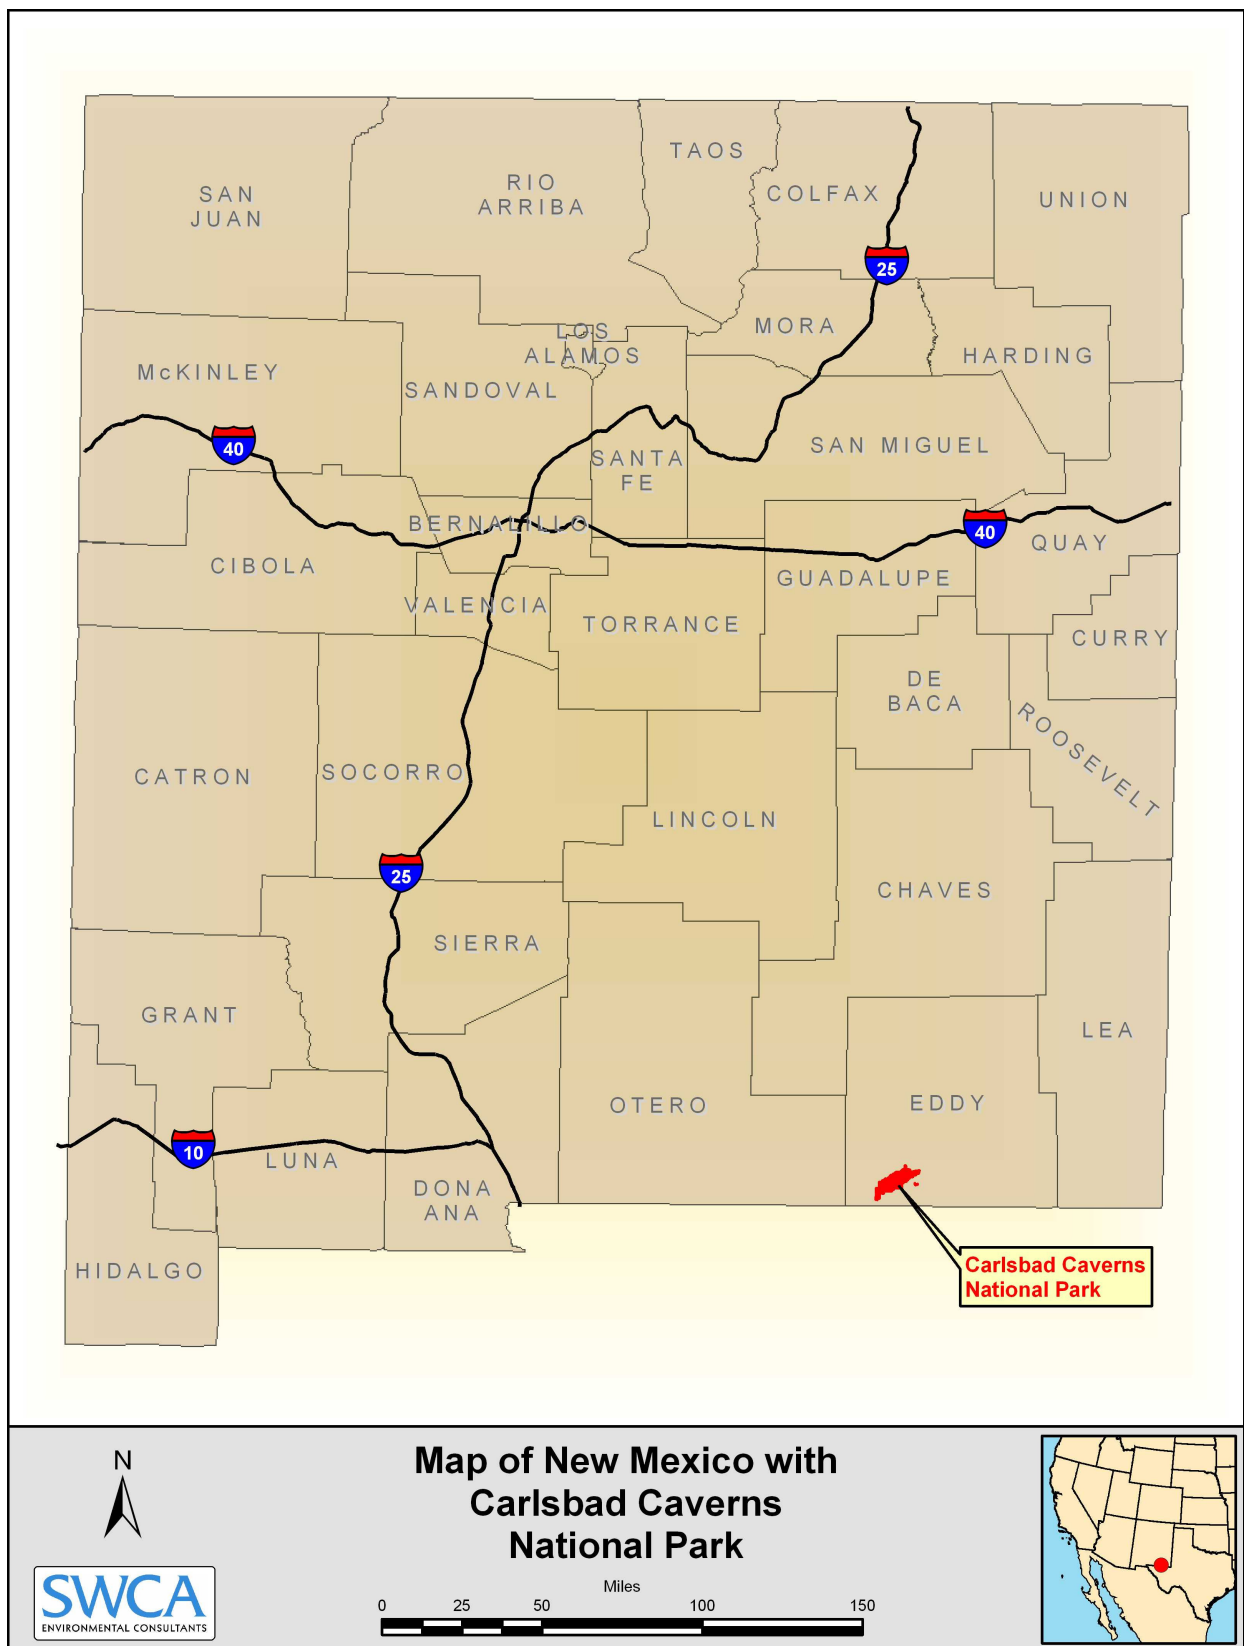 TAOS
RIO
ARRIBA
SAN
JUAN
COLFAX
UNION
25
MORA
LOS
ALAMOS
HARDING
McKINLEY
SANDOVAL
40
SAN MIGUEL
SANTA
FE
BERNALILLO
40
QUAY
CIBOLA
GUADALUPE
VALENCIA
TORRANCE
CURRY
DE
BACA
ROOSEVELT
CATRON
SOCORRO
LINCOLN
25
CHAVES
SIERRA
GRANT
LEA
OTERO
EDDY
10
LUNA
DONA
ANA
HIDALGO
Carlsbad Caverns
National Park
N
Map of New Mexico with
Carlsbad Caverns
National Park
Miles
0 25 50 100 150
SWCA
ENVIRONMENTAL CONSULTANTS